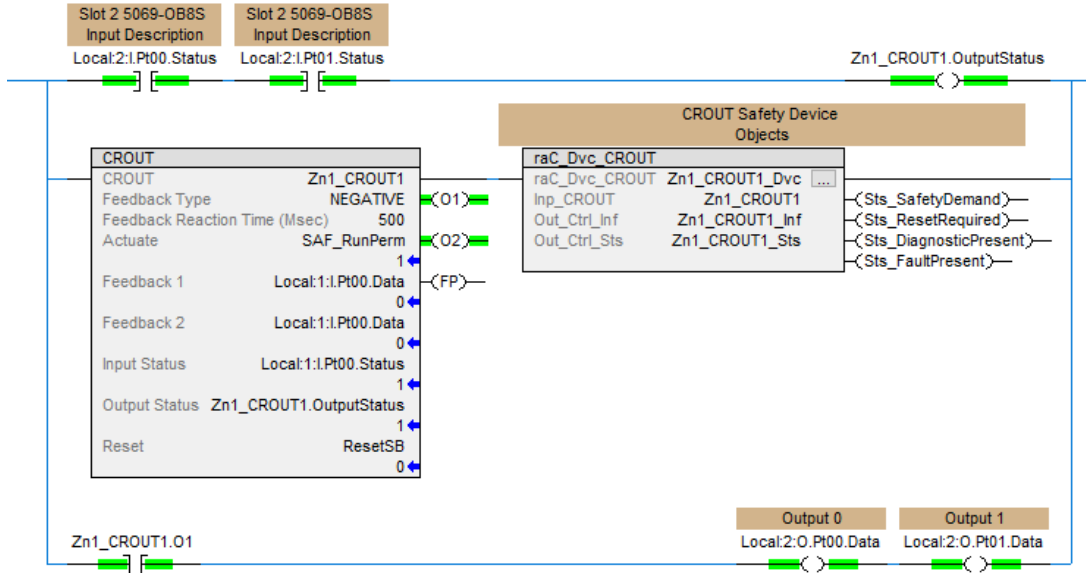 Slot 2 5069-OB8S
Input Description
Local:2:I.Pt00.Status
Slot 2 5069-OB8S
Input Description
Local:2:I.Pt01.Status
Zn1_CROUT1.OutputStatus
CROUT
CROUT Zn1_CROUT1
Feedback Type NEGATIVE
Feedback Reaction Time (Msec) 500
Actuate SAF_RunPerm
1
Feedback 1 Local:1:I.Pt00.Data
0
Feedback 2 Local:1:I.Pt00.Data
0
Input Status Local:1:I.Pt00.Status
1
Output Status Zn1_CROUT1.OutputStatus
1
Reset ResetSB
0
O1
O2
FP
CROUT Safety Device
Objects
raC_Dvc_CROUT
raC_Dvc_CROUT Zn1_CROUT1_Dvc ...
Inp_CROUT Zn1_CROUT1
Out_Ctrl_Inf Zn1_CROUT1_Inf
Out_Ctrl_Sts Zn1_CROUT1_Sts
Sts_SafetyDemand
Sts_ResetRequired
Sts_DiagnosticPresent
Sts_FaultPresent
Zn1_CROUT1.O1
Output 0
Local:2:O.Pt00.Data
Output 1
Local:2:O.Pt01.Data